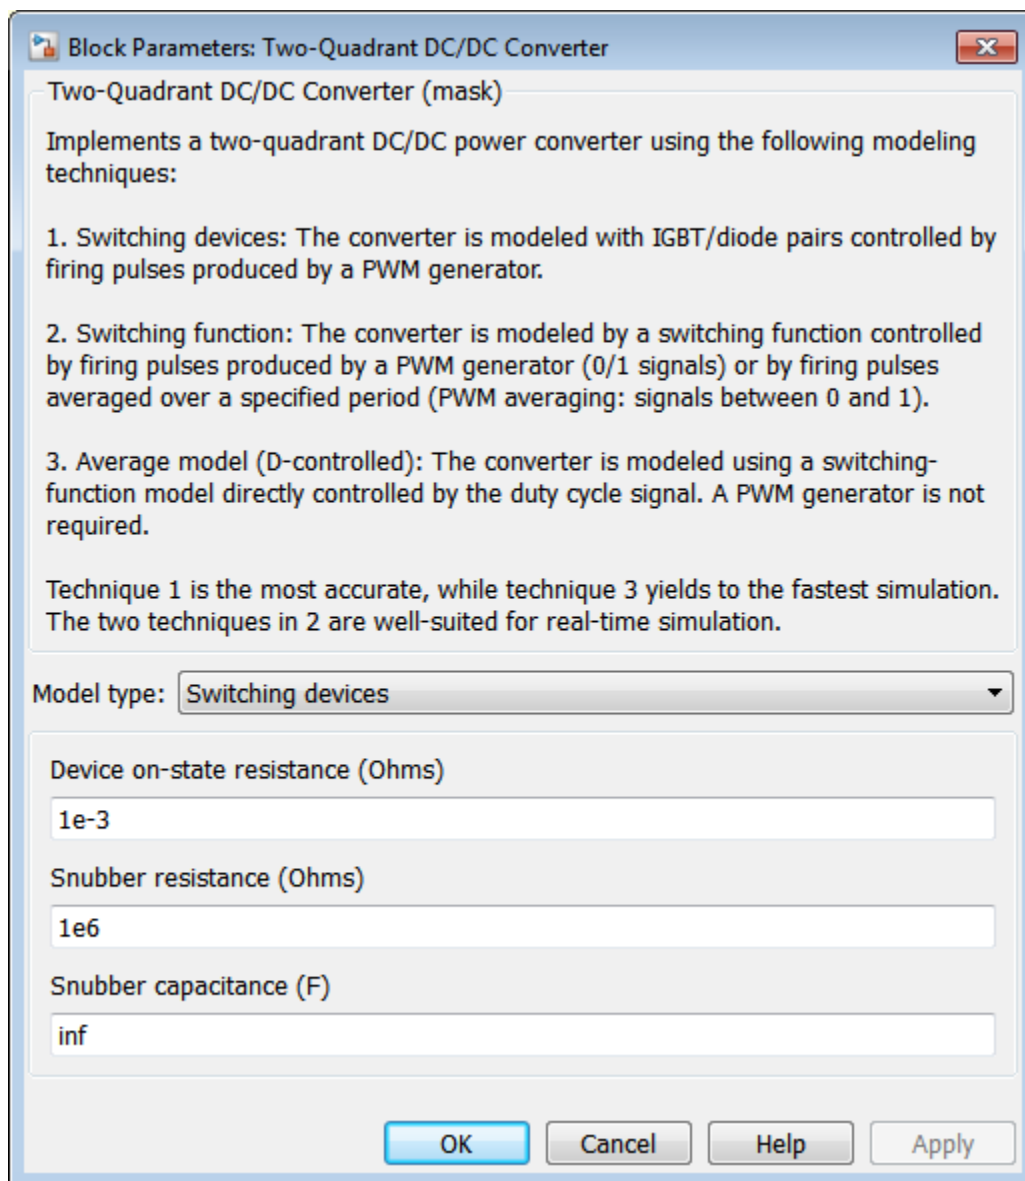 Block Parameters: Two-Quadrant DC/DC Converter
Two-Quadrant DC/DC Converter (mask)
Implements a two-quadrant DC/DC power converter using the following modeling
techniques:
1. Switching devices: The converter is modeled with IGBT/diode pairs controlled by
firing pulses produced by a PWM generator.
2. Switching function: The converter is modeled by a switching function controlled
by firing pulses produced by a PWM generator (0/1 signals) or by firing pulses
averaged over a specified period (PWM averaging: signals between 0 and 1).
3. Average model (D-controlled): The converter is modeled using a switching-
function model directly controlled by the duty cycle signal. A PWM generator is not
required.
Technique 1 is the most accurate, while technique 3 yields to the fastest simulation.
The two techniques in 2 are well-suited for real-time simulation.
Model type: Switching devices
Device on-state resistance (Ohms)
1e-3
Snubber resistance (Ohms)
1e6
Snubber capacitance (F)
inf
OK Cancel Help Apply